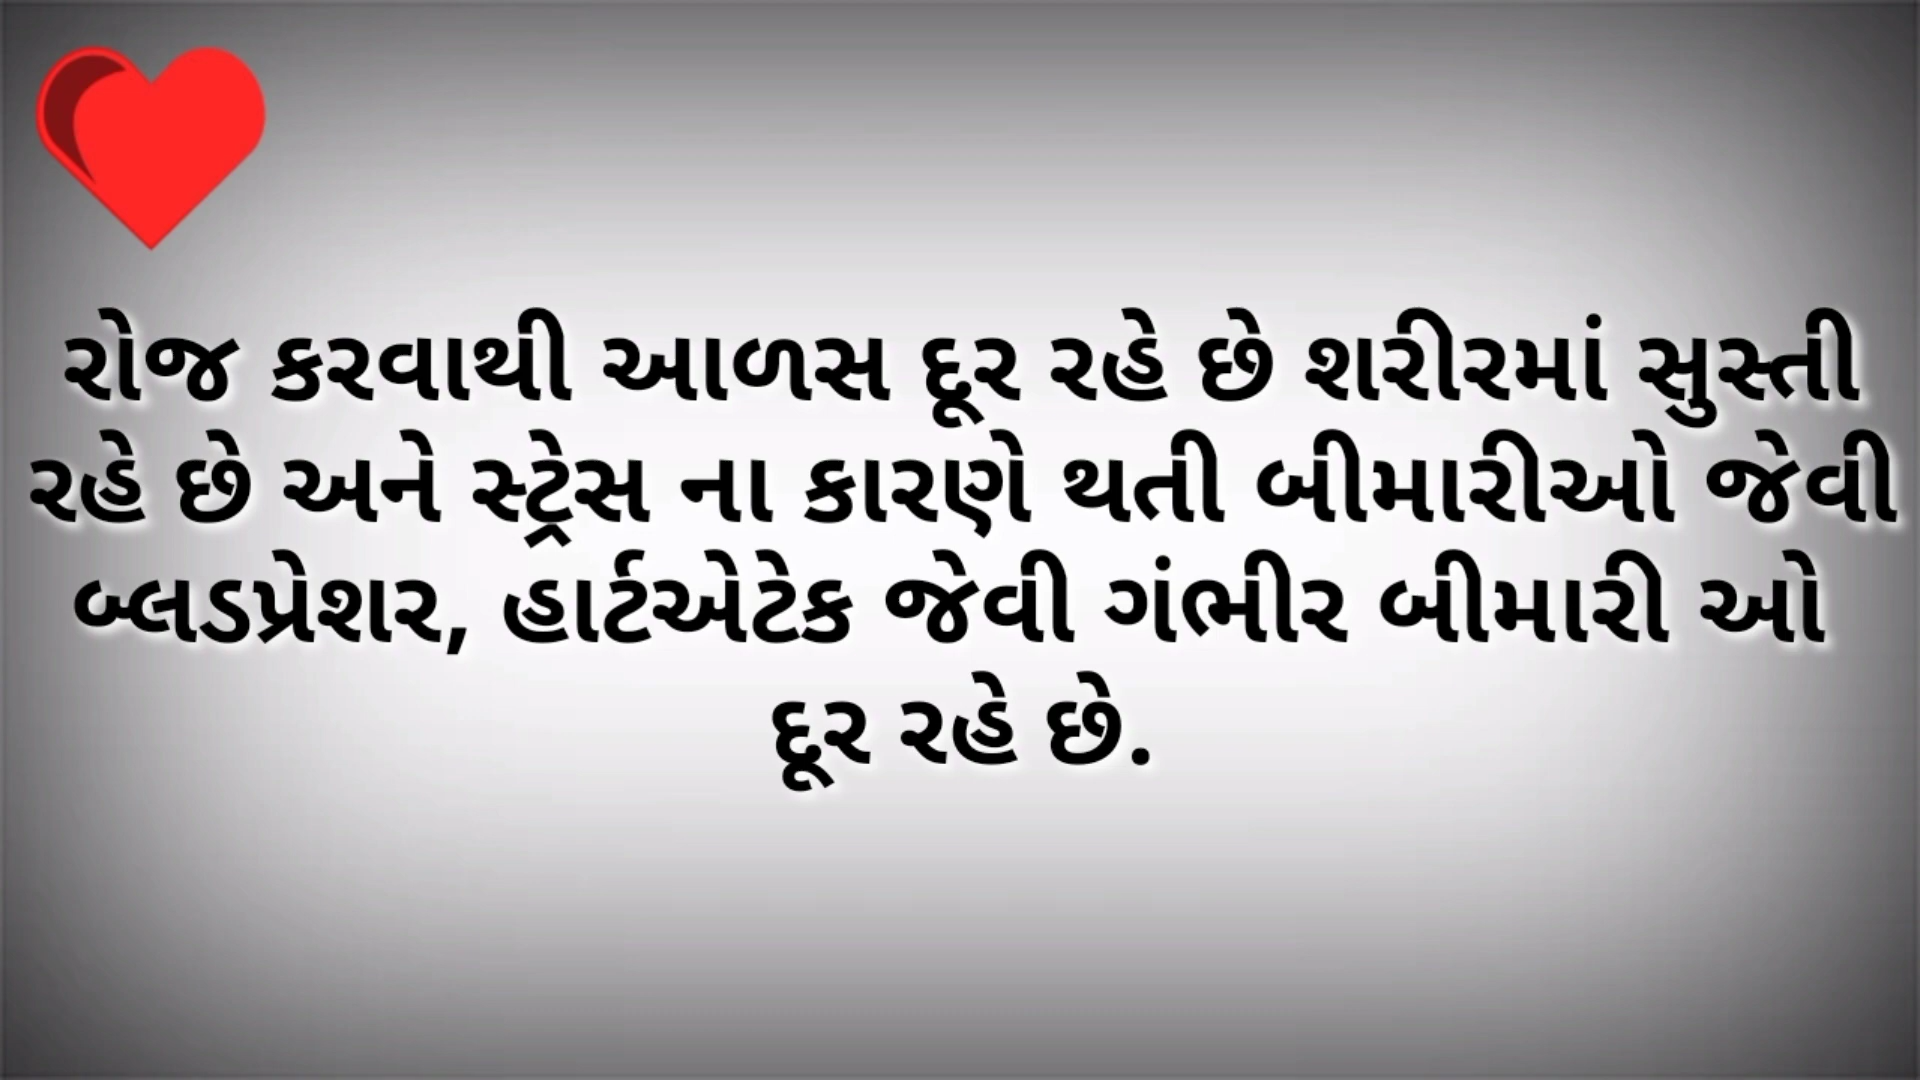 રોજ કરવાથી આળસ દૂર રહે છે શરીરમાં સુસ્તી
રહે છે અને સ્ટ્રેસ ના કારણે થતી બીમારીઓ જેવી
બ્લડપ્રેશર, હાર્ટએટેક જેવી ગંભીર બીમારી ઓ
દૂર રહે છે.